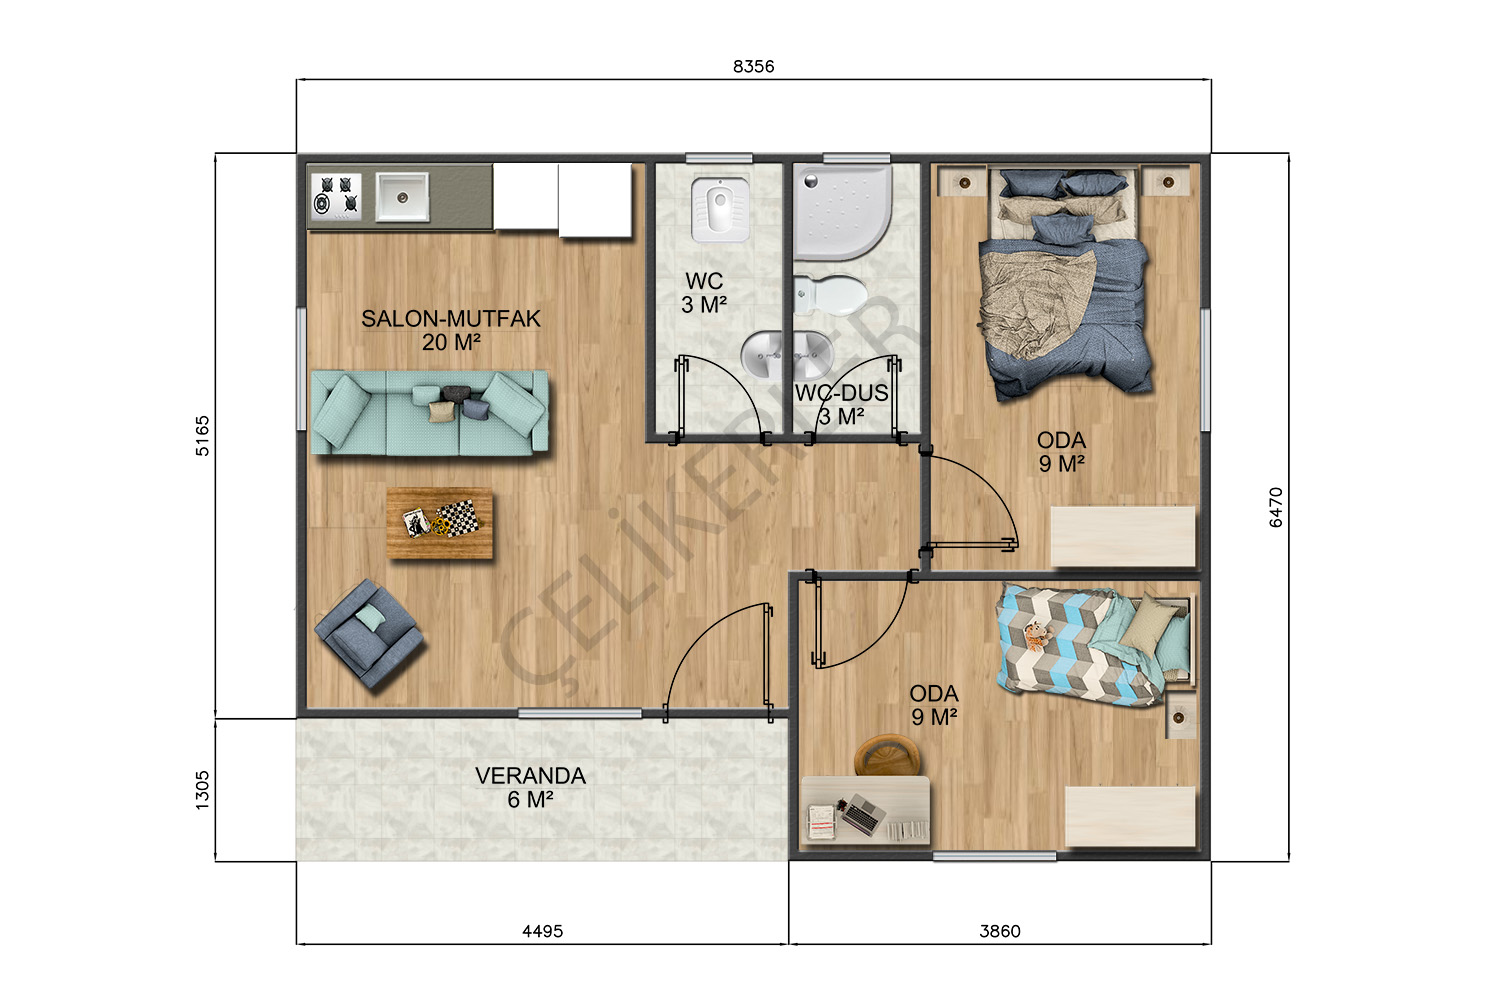 8356
SALON-MUTFAK
20 M²
WC
3 M²
WC-DUS
3 M²
ODA
9 M²
5165
6470
ÇELİKERLER
ODA
9 M²
VERANDA
6 M²
1305
4495
3860